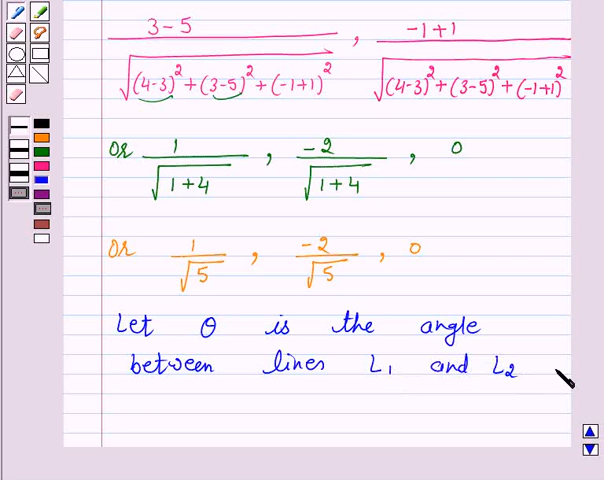 3-5 / √((4-3)² + (3-5)² + (-1+1)²) , -1+1 / √((4-3)² + (3-5)² + (-1+1)²)
or 1 / √(1+4) , -2 / √(1+4) , 0
or 1 / √5 , -2 / √5 , 0
Let θ is the angle
between lines L₁ and L₂